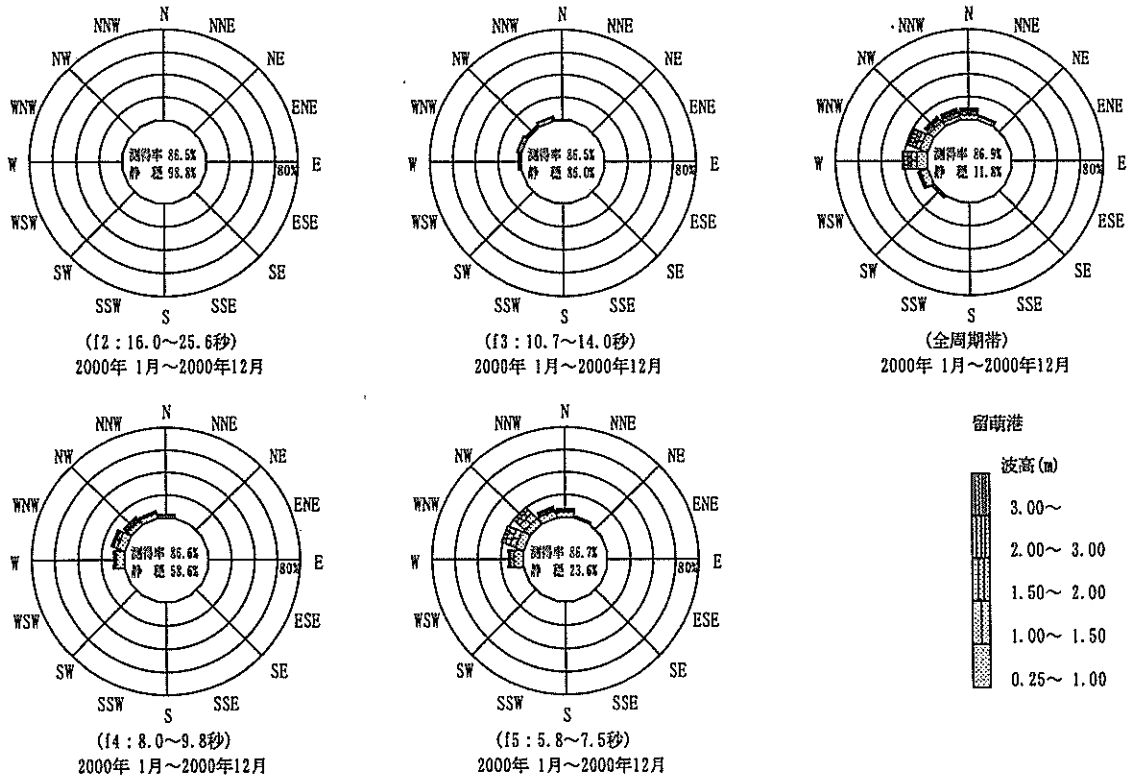 N
NNW NNE
NW NE
WNW ENE
測得率 86.5%
静 穏 98.8%
W 80% E
WSW ESE
SW SE
SSW SSE
S
(f2：16.0～25.6秒)
2000年 1月～2000年12月
N
NNW NNE
NW NE
WNW ENE
測得率 86.5%
静 穏 86.0%
W 80% E
WSW ESE
SW SE
SSW SSE
S
(f3：10.7～14.0秒)
2000年 1月～2000年12月
N
NNW NNE
NW NE
WNW ENE
測得率 86.9%
静 穏 11.8%
W 80% E
WSW ESE
SW SE
SSW SSE
S
(全周期帯)
2000年 1月～2000年12月
N
NNW NNE
NW NE
WNW ENE
測得率 86.6%
静 穏 58.6%
W 80% E
WSW ESE
SW SE
SSW SSE
S
(f4：8.0～9.8秒)
2000年 1月～2000年12月
N
NNW NNE
NW NE
WNW ENE
測得率 86.7%
静 穏 23.6%
W 80% E
WSW ESE
SW SE
SSW SSE
S
(f5：5.8～7.5秒)
2000年 1月～2000年12月
留萌港
波高(m)
3.00～
2.00～ 3.00
1.50～ 2.00
1.00～ 1.50
0.25～ 1.00